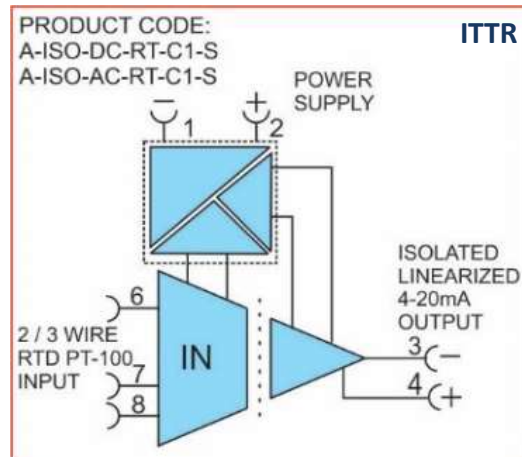 PRODUCT CODE:
A-ISO-DC-RT-C1-S
A-ISO-AC-RT-C1-S
ITTR
− 1 + 2
POWER
SUPPLY
ISOLATED
LINEARIZED
4-20mA
OUTPUT
6
2 / 3 WIRE
RTD PT-100
INPUT
7
8
IN
3 −
4 +